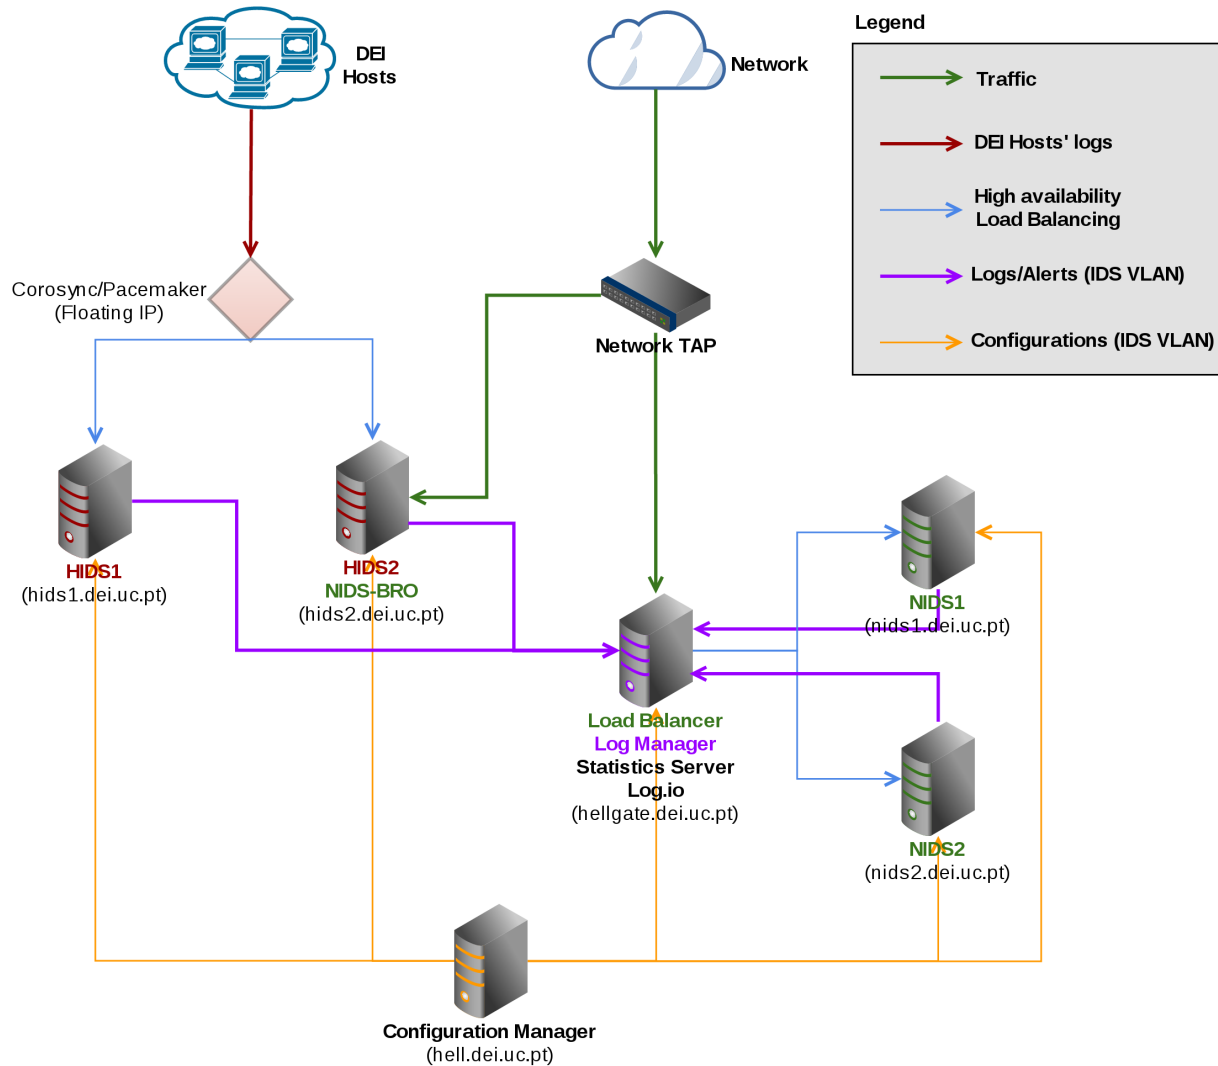 DEI
Hosts
Network
Legend
Traffic
DEI Hosts' logs
High availability
Load Balancing
Logs/Alerts (IDS VLAN)
Configurations (IDS VLAN)
Corosync/Pacemaker
(Floating IP)
Network TAP
HIDS1
(hids1.dei.uc.pt)
HIDS2
NIDS-BRO
(hids2.dei.uc.pt)
NIDS1
(nids1.dei.uc.pt)
Load Balancer
Log Manager
Statistics Server
Log.io
(hellgate.dei.uc.pt)
NIDS2
(nids2.dei.uc.pt)
Configuration Manager
(hell.dei.uc.pt)